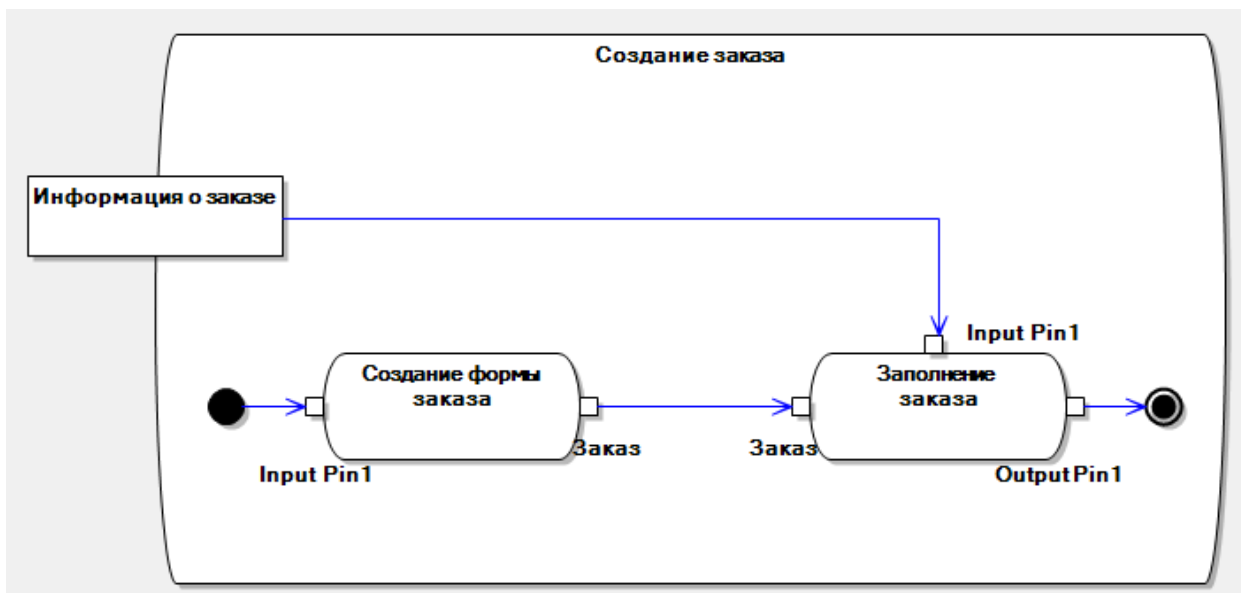 Создание заказа
Информация о заказе
Input Pin1
Создание формы
заказа
Заполнение
заказа
Заказ
Заказ
Input Pin1
Output Pin1